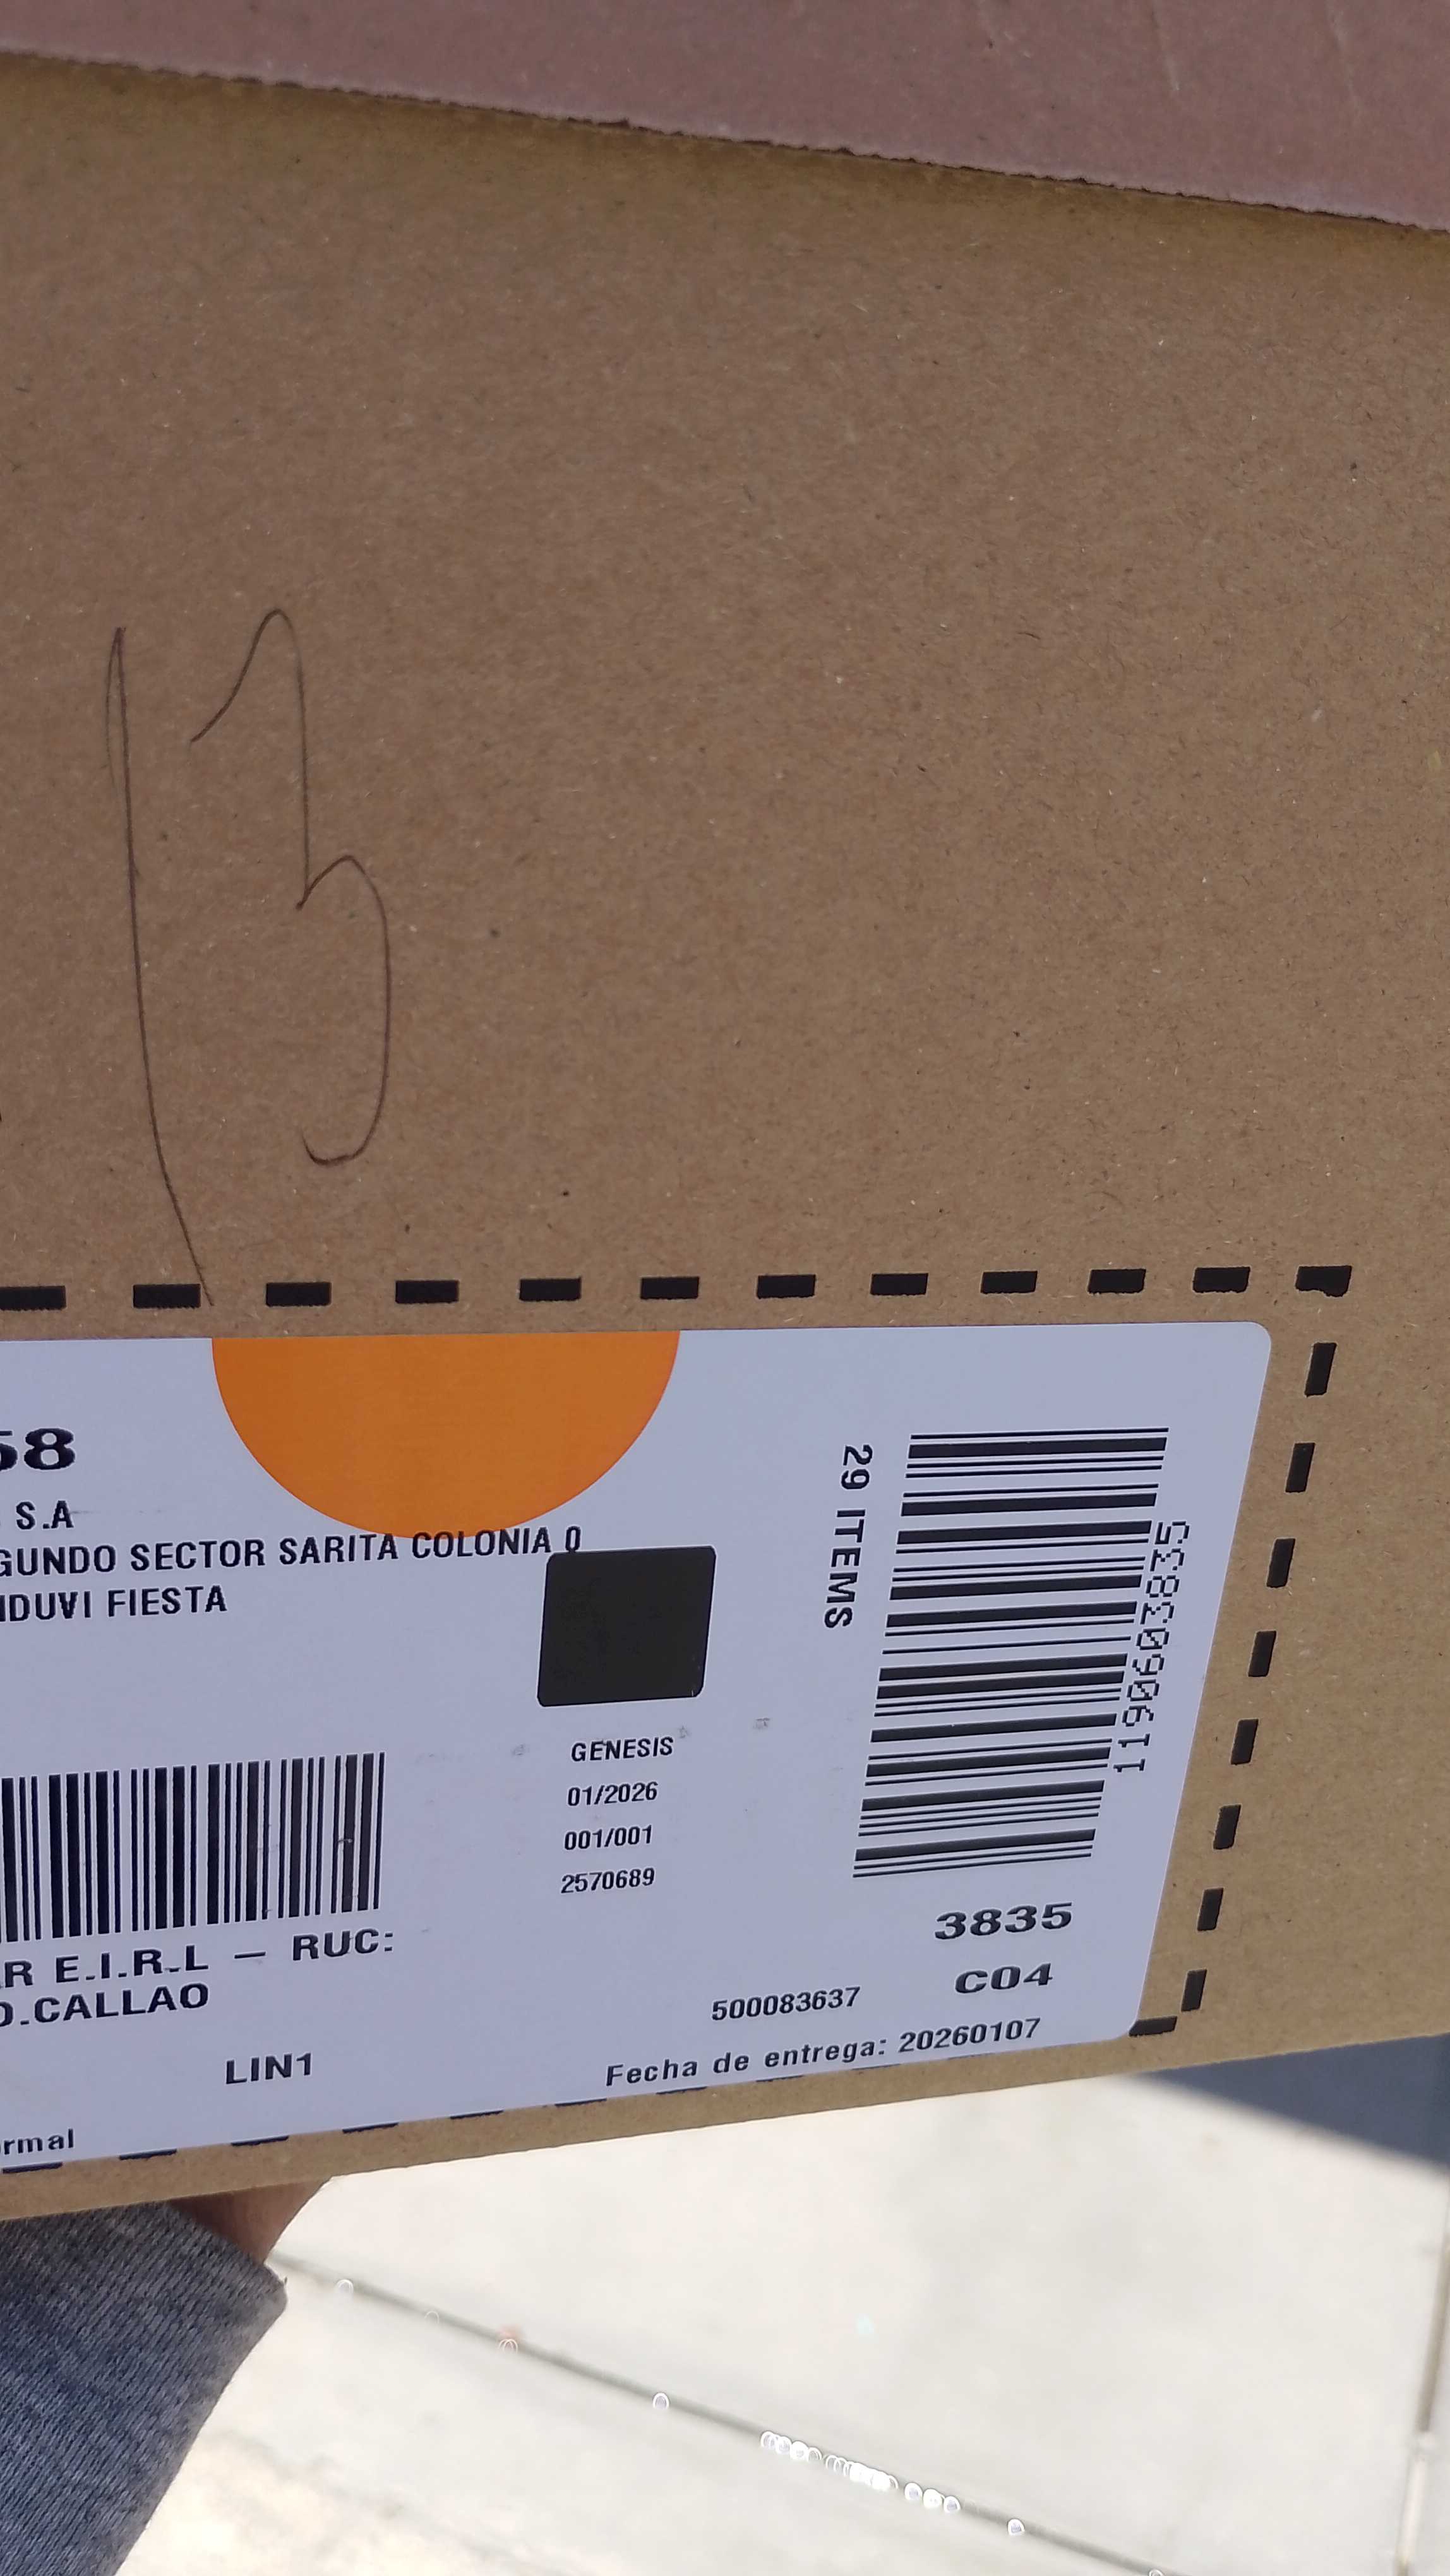 13
58
S.A
GUNDO SECTOR SARITA COLONIA 0
NDUVI FIESTA
29 ITEMS
1190603835
GENESIS
01/2026
001/001
2570689
R E.I.R.L – RUC:
O.CALLAO
3835
C04
500083637
LIN1
Fecha de entrega: 20260107
ormal